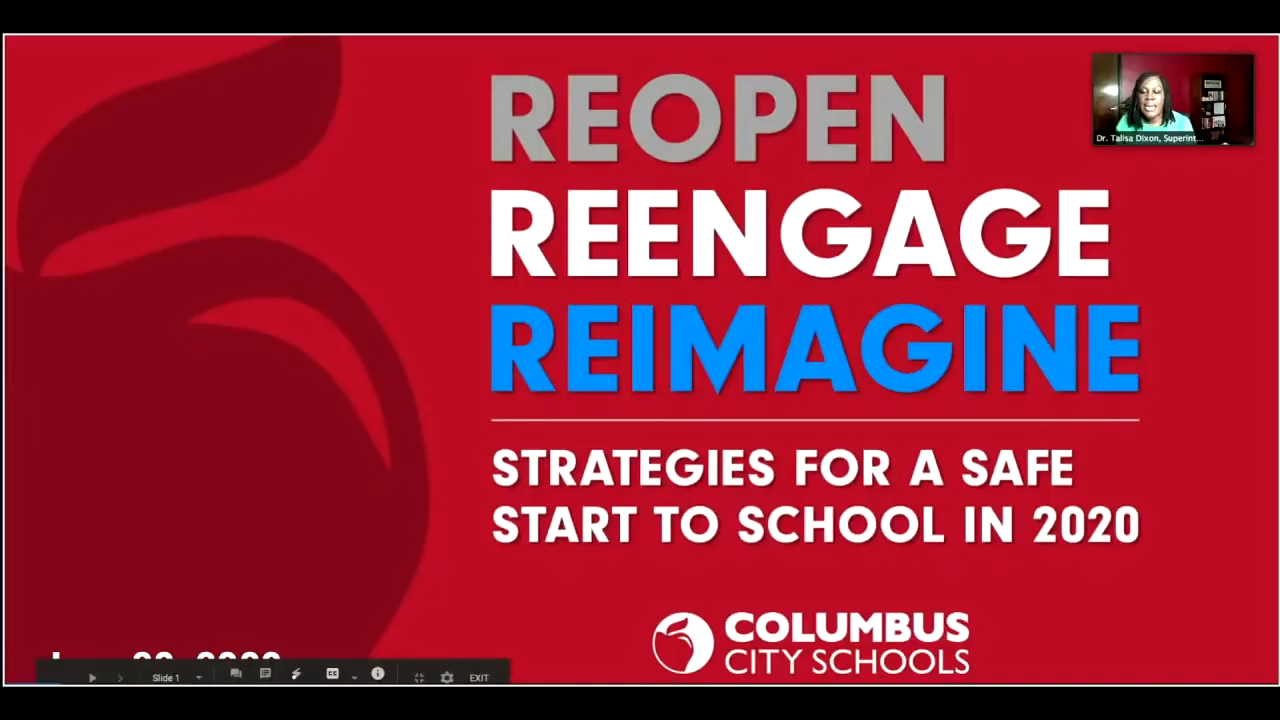 REOPEN
REENGAGE
REIMAGINE
Dr. Talisa Dixon, Superint...
STRATEGIES FOR A SAFE
START TO SCHOOL IN 2020
COLUMBUS
CITY SCHOOLS
Slide 1
EXIT